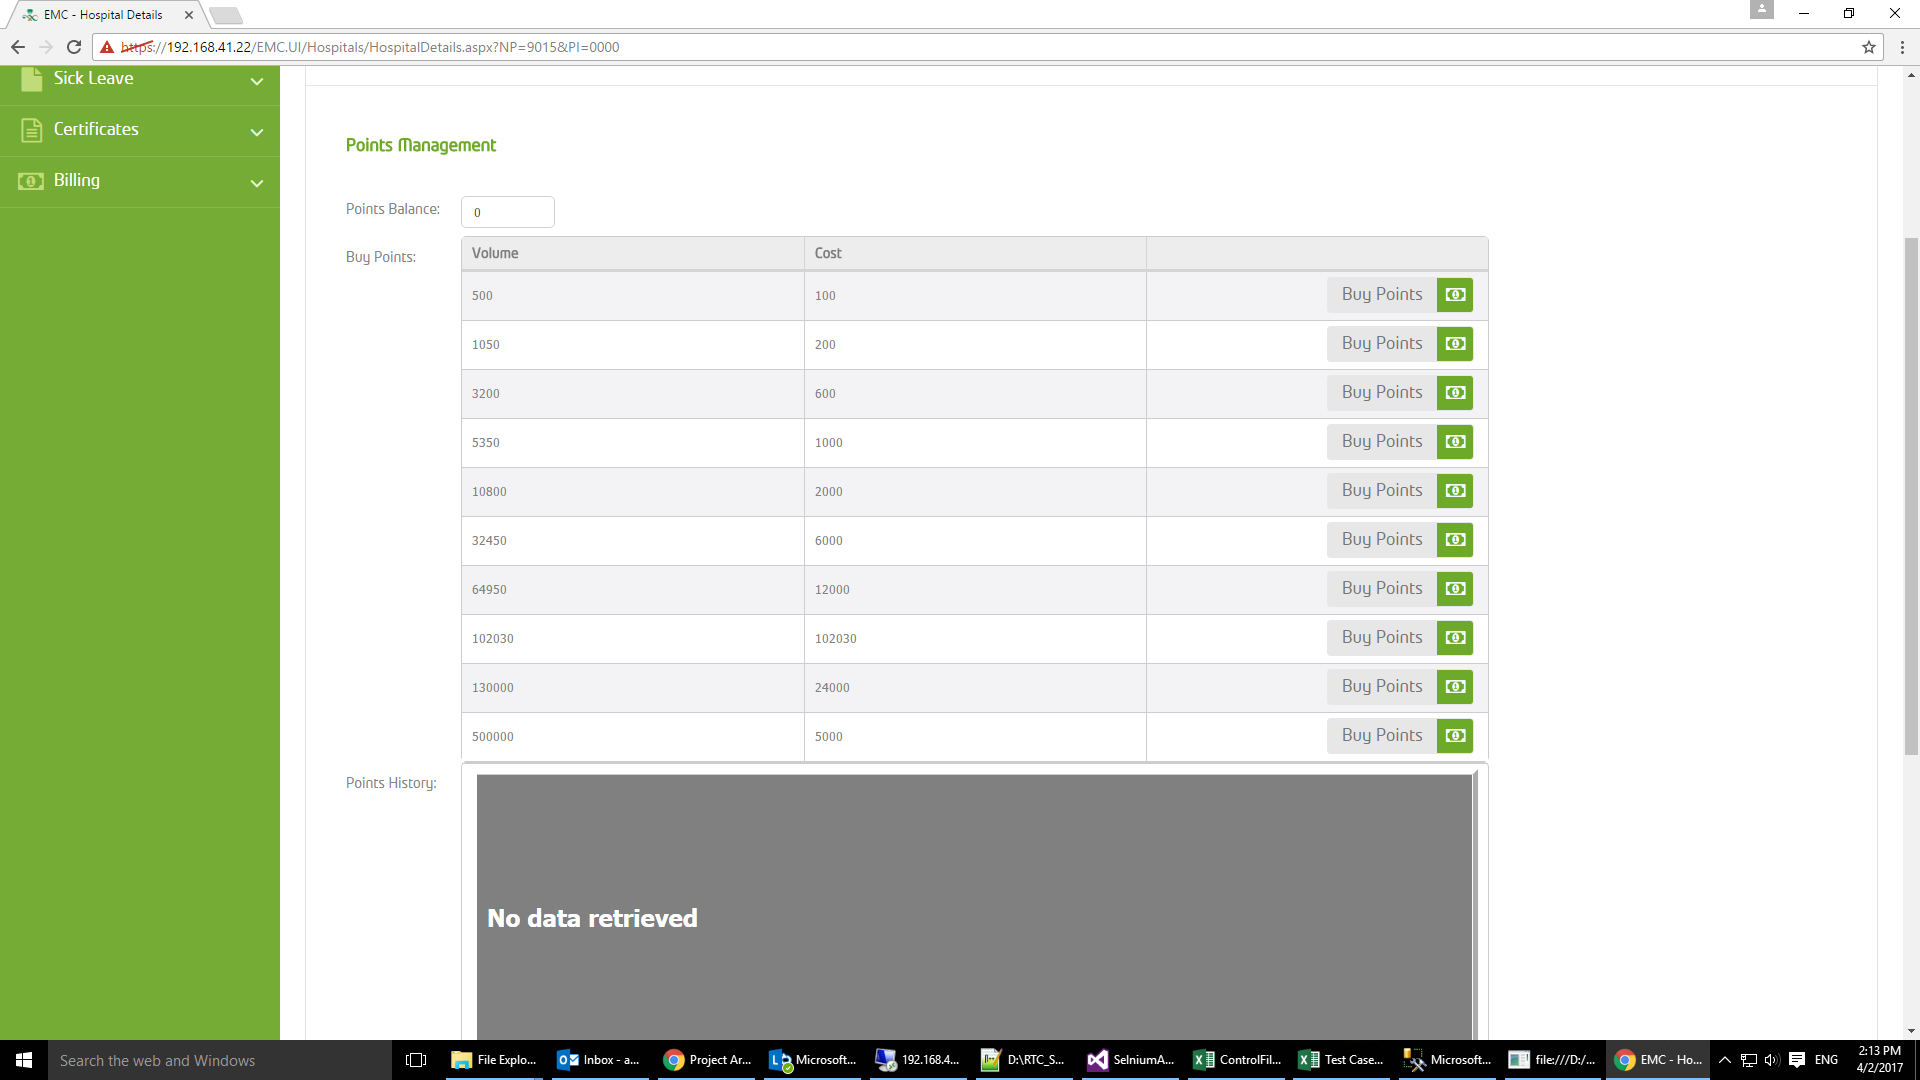 EMC - Hospital Details
https://192.168.41.22/EMC.UI/Hospitals/HospitalDetails.aspx?NP=9015&PI=0000
Sick Leave
Certificates
Billing
Points Management
Points Balance: 0
Buy Points:
Volume Cost
500 100 Buy Points
1050 200 Buy Points
3200 600 Buy Points
5350 1000 Buy Points
10800 2000 Buy Points
32450 6000 Buy Points
64950 12000 Buy Points
102030 102030 Buy Points
130000 24000 Buy Points
500000 5000 Buy Points
Points History:
No data retrieved
Search the web and Windows
File Explo...
Inbox - a...
Project Ar...
Microsoft...
192.168.4...
D:\RTC_S...
SelniumA...
ControlFil...
Test Case...
Microsoft...
file:///D:/...
EMC - Ho...
ENG
2:13 PM
4/2/2017